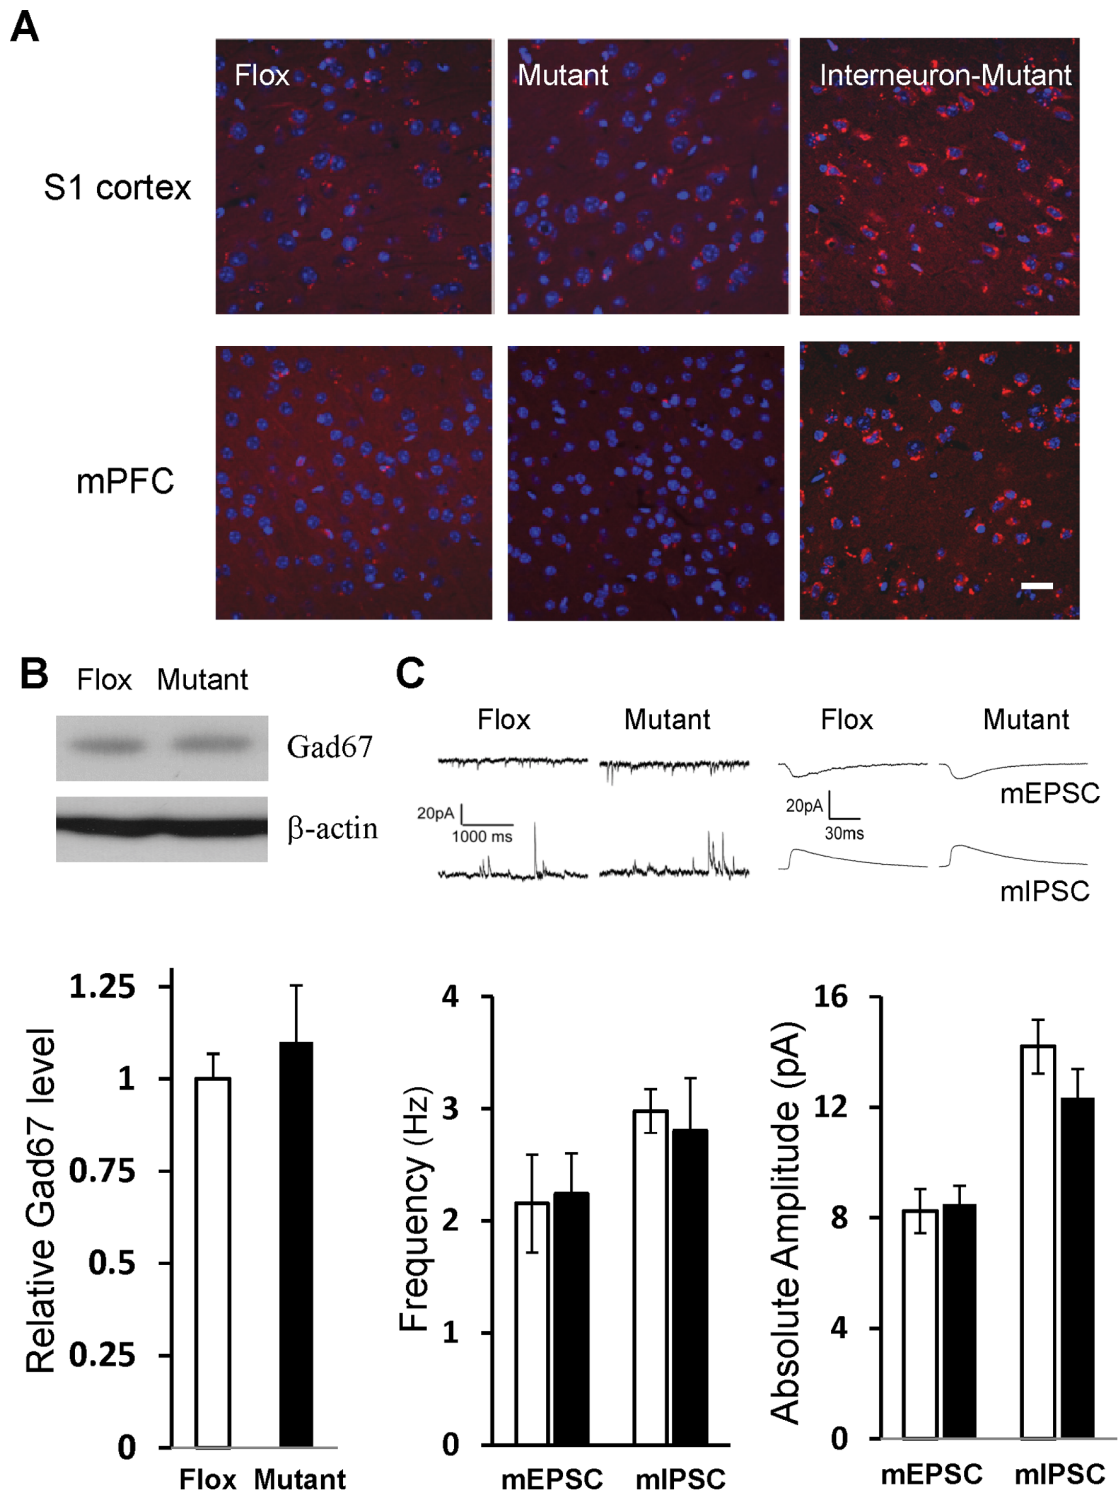 A
Flox
Mutant
Interneuron-Mutant
S1 cortex
mPFC
B
Flox Mutant
Gad67
β-actin
C
Flox Mutant Flox Mutant
mEPSC
20pA
1000 ms
20pA
30ms
mIPSC
Relative Gad67 level
1.25
1
0.75
0.5
0.25
0
Flox Mutant
Frequency (Hz)
4
3
2
1
0
mEPSC mIPSC
Absolute Amplitude (pA)
16
12
8
4
0
mEPSC mIPSC